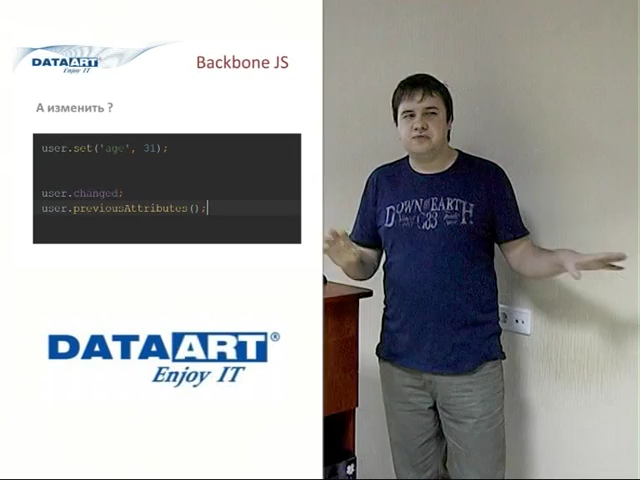 DATAART
Enjoy IT
Backbone JS
А изменить ?
user.set('age', 31);
user.changed;
user.previousAttributes();
DATAART®
Enjoy IT
DOWN TO EARTH
C33